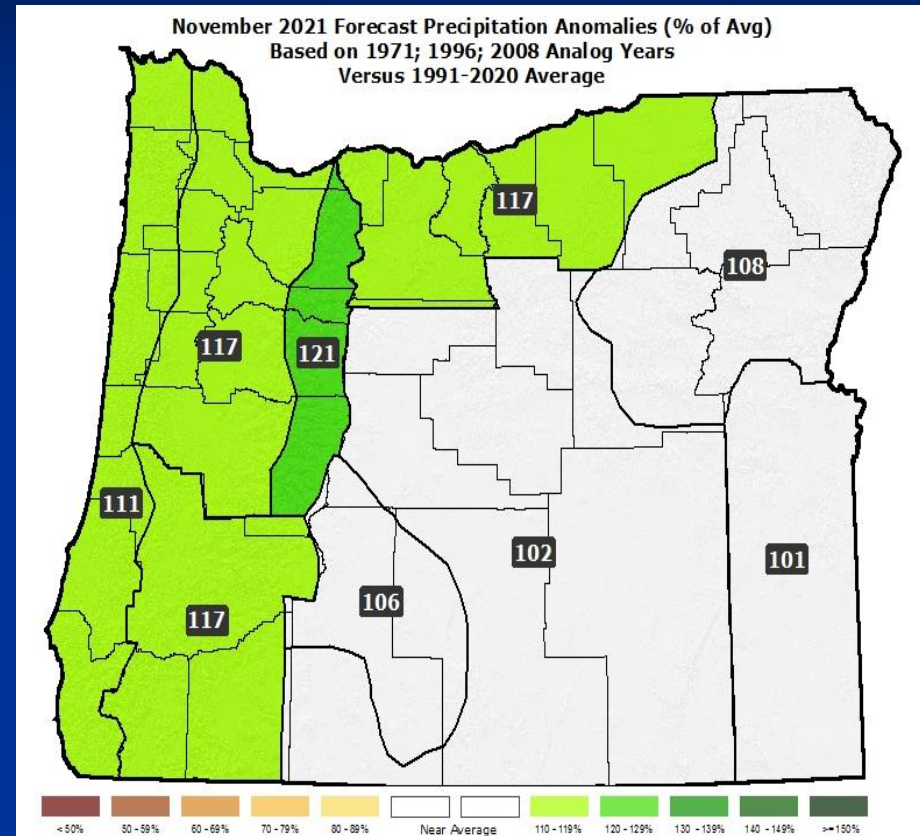 November 2021 Forecast Precipitation Anomalies (% of Avg)
Based on 1971; 1996; 2008 Analog Years
Versus 1991-2020 Average
117
108
117
121
111
102
101
106
117
<50% 50 -59% 60 -69% 70 -79% 80 -89% Near Average 110 -119% 120 -129% 130 -139% 140 -149% >=150%